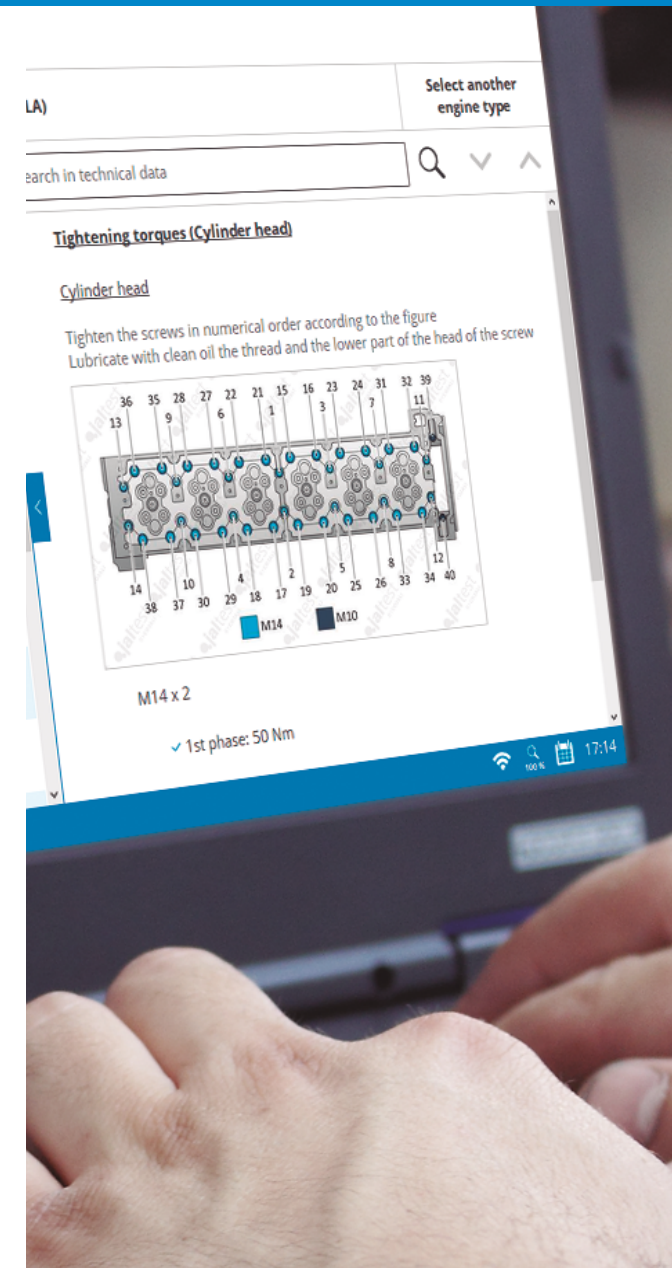 LA)
Select another
engine type
earch in technical data
Tightening torques (Cylinder head)
Cylinder head
Tighten the screws in numerical order according to the figure
Lubricate with clean oil the thread and the lower part of the head of the screw
36 35 28 27 22 21 15 16 23 24 31 32 39
13 9 6 1 3 7 11
14 10 4 2 5 8 12
38 37 30 29 18 17 19 20 25 26 33 34 40
M14 M10
jaltest
M14 x 2
✓ 1st phase: 50 Nm
100 %
17:14